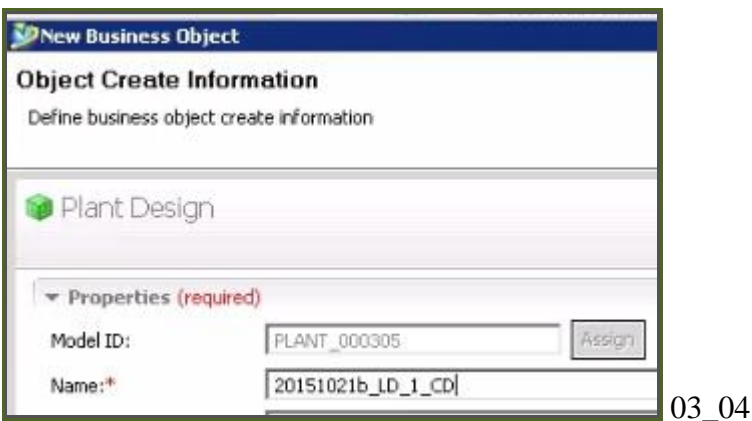 New Business Object
Object Create Information
Define business object create information
Plant Design
Properties (required)
Model ID: PLANT_000305 Assign
Name:* 20151021b_LD_1_CD
03_04